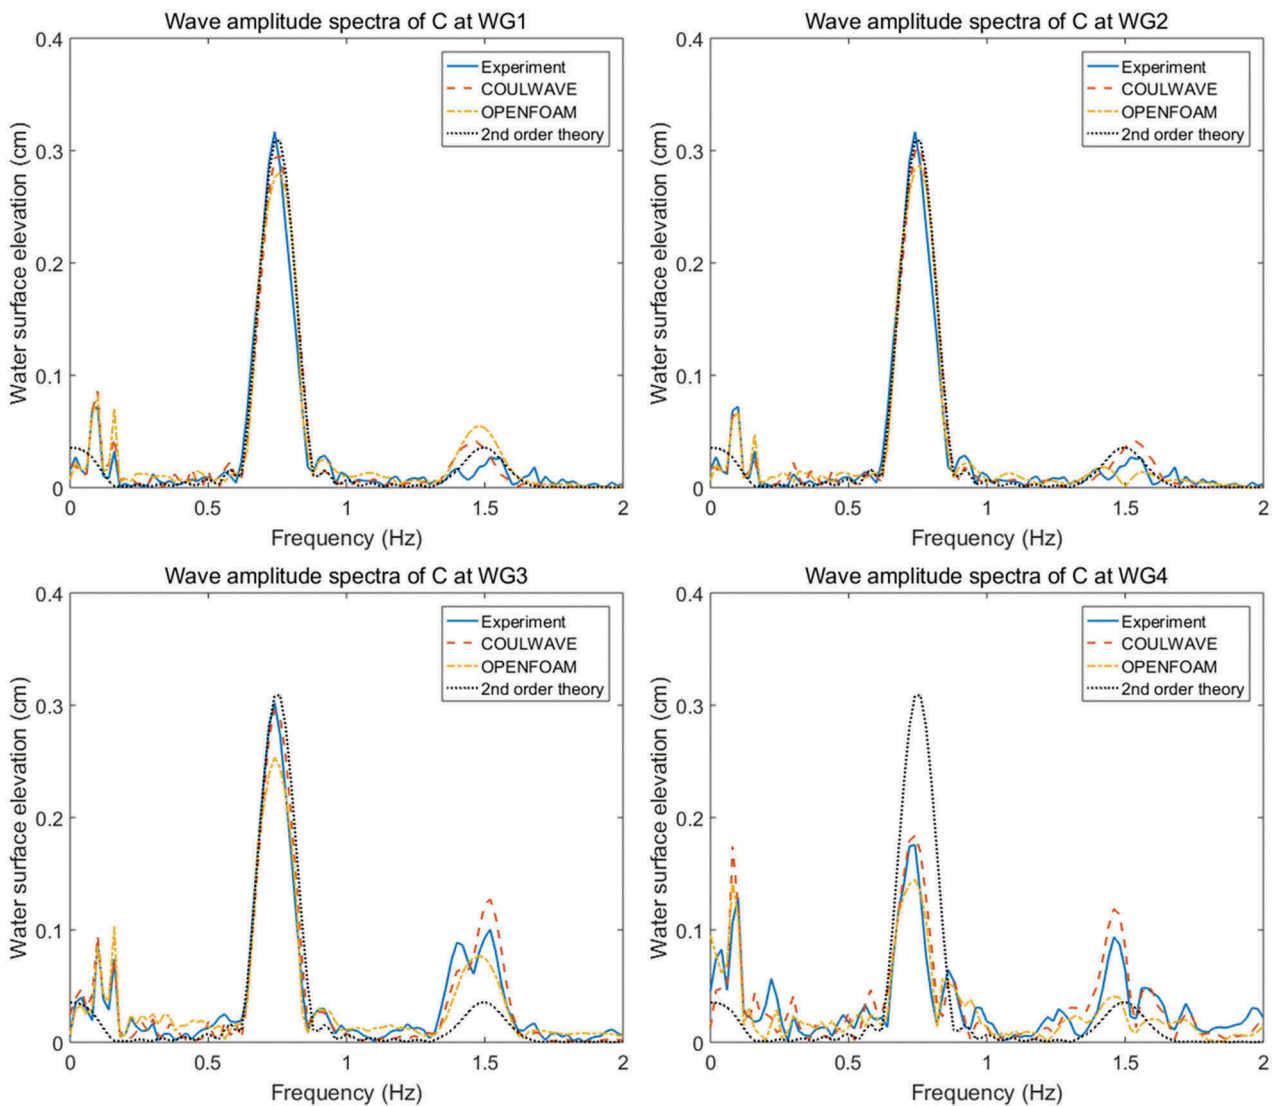 Wave amplitude spectra of C at WG1
0.4
0.3
0.2
0.1
0
Water surface elevation (cm)
Experiment
COULWAVE
OPENFOAM
2nd order theory
0
0.5
1
1.5
2
Frequency (Hz)
Wave amplitude spectra of C at WG2
0.4
0.3
0.2
0.1
0
Water surface elevation (cm)
Experiment
COULWAVE
OPENFOAM
2nd order theory
0
0.5
1
1.5
2
Frequency (Hz)
Wave amplitude spectra of C at WG3
0.4
0.3
0.2
0.1
0
Water surface elevation (cm)
Experiment
COULWAVE
OPENFOAM
2nd order theory
0
0.5
1
1.5
2
Frequency (Hz)
Wave amplitude spectra of C at WG4
0.4
0.3
0.2
0.1
0
Water surface elevation (cm)
Experiment
COULWAVE
OPENFOAM
2nd order theory
0
0.5
1
1.5
2
Frequency (Hz)